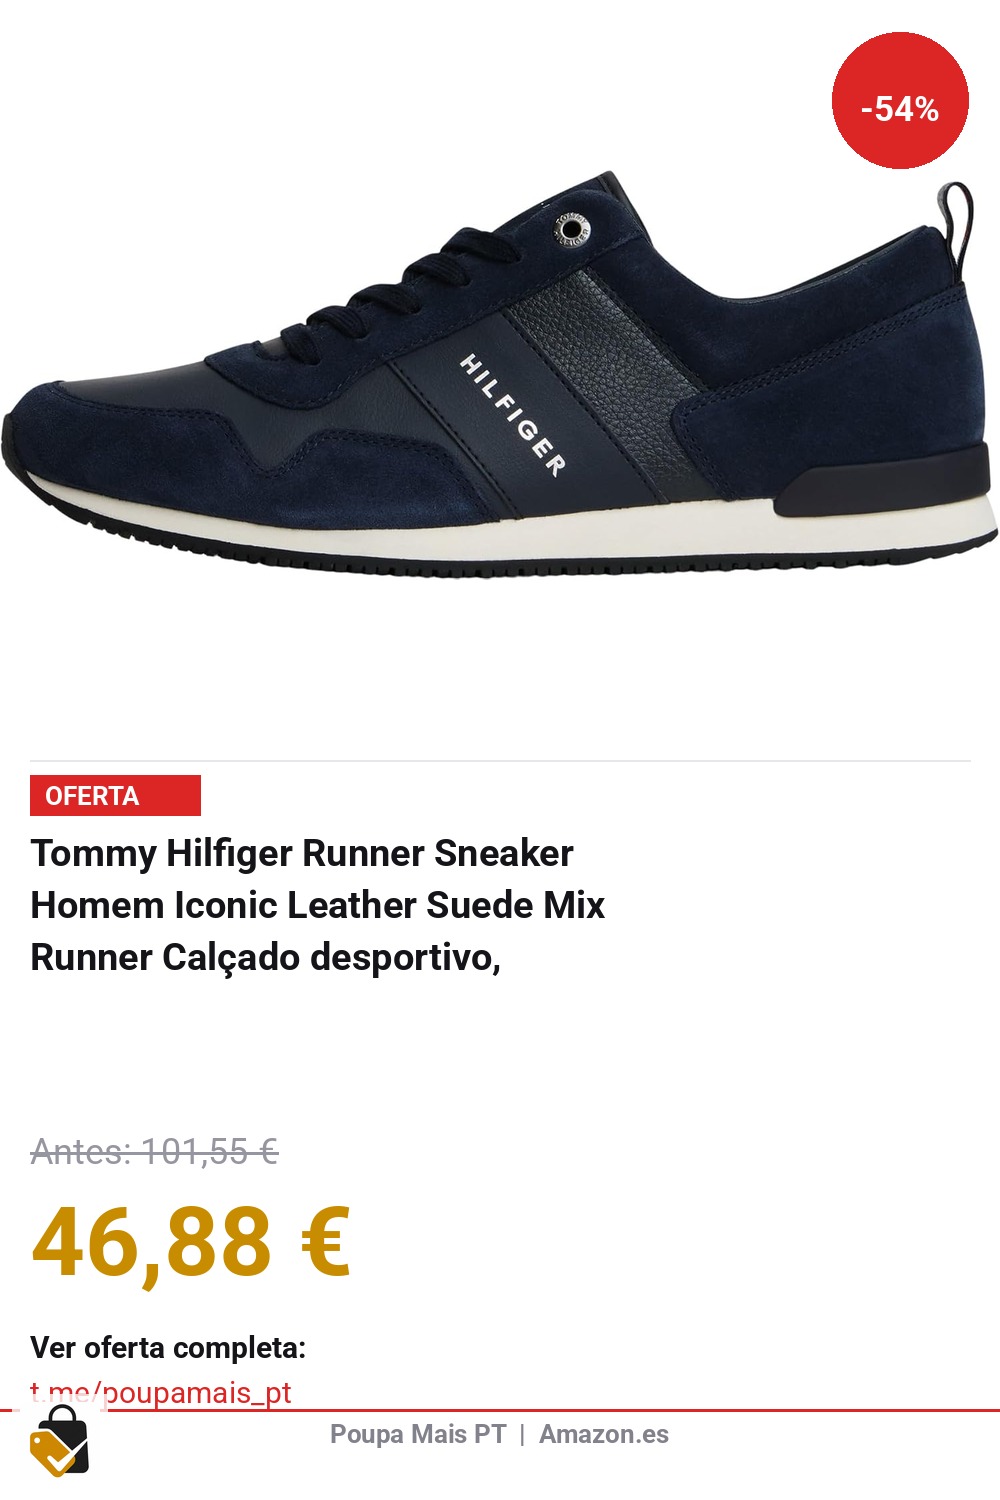 -54%
HILFIGER
OFERTA
Tommy Hilfiger Runner Sneaker
Homem Iconic Leather Suede Mix
Runner Calçado desportivo,
Antes: 101,55 €
46,88 €
Ver oferta completa:
t.me/poupamais_pt
Poupa Mais PT | Amazon.es